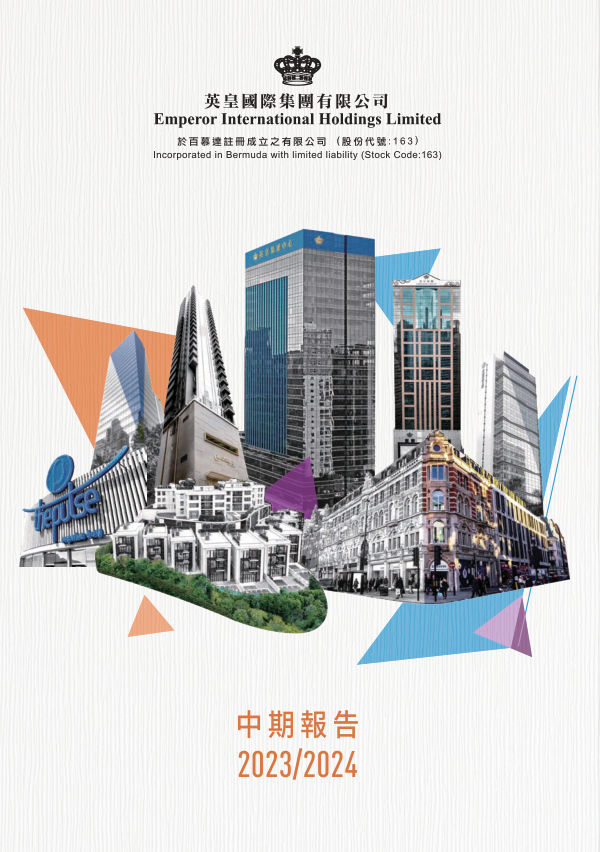 英皇國際集團有限公司
Emperor International Holdings Limited
於百慕達註冊成立之有限公司 (股份代號:163)
Incorporated in Bermuda with limited liability (Stock Code:163)
the pulse
中期報告
2023/2024